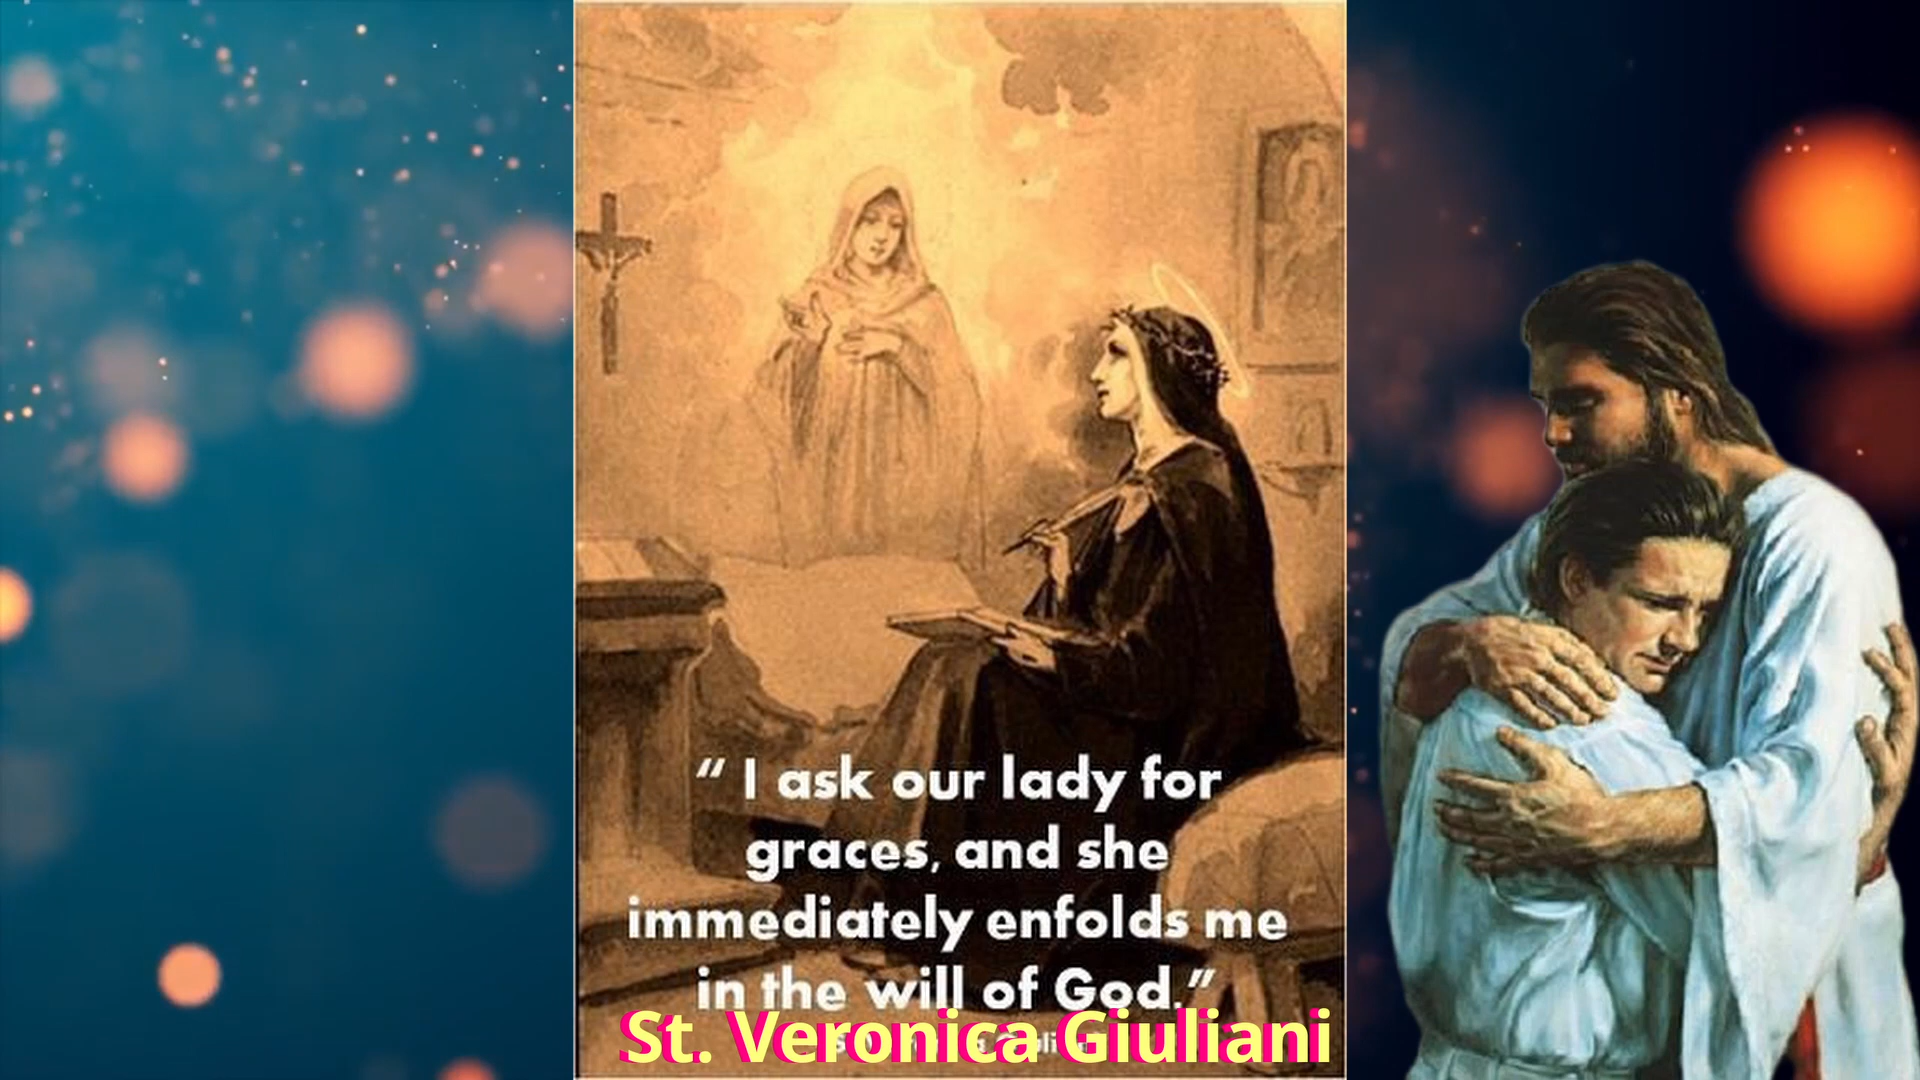 “ I ask our lady for
graces, and she
immediately enfolds me
in the will of God.”
St. Veronica Giuliani